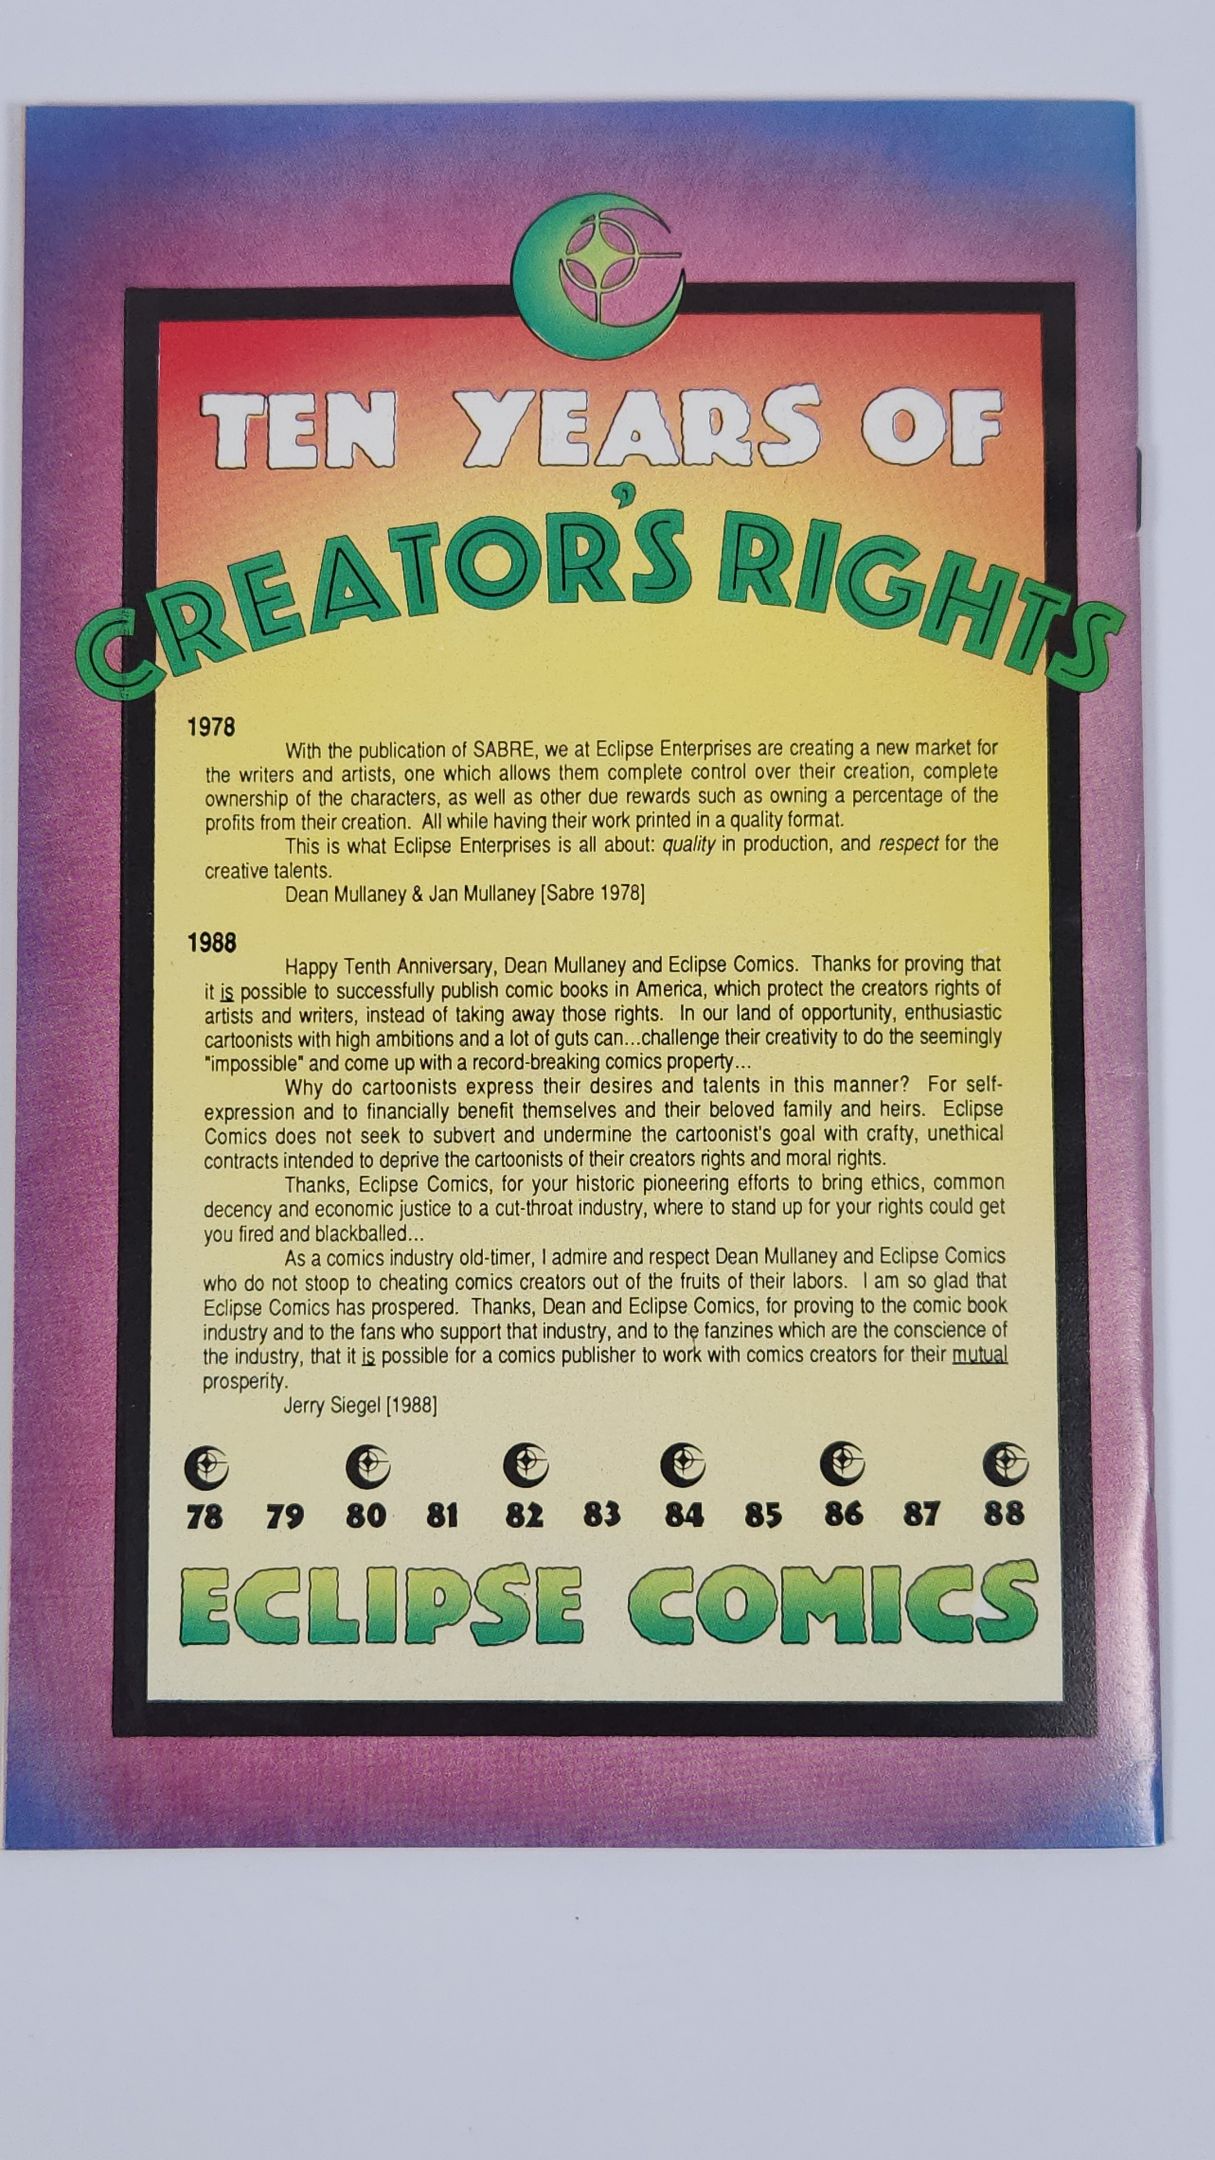 TEN YEARS OF
CREATOR'S RIGHTS
1978
With the publication of SABRE, we at Eclipse Enterprises are creating a new market for
the writers and artists, one which allows them complete control over their creation, complete
ownership of the characters, as well as other due rewards such as owning a percentage of the
profits from their creation. All while having their work printed in a quality format.
This is what Eclipse Enterprises is all about: quality in production, and respect for the
creative talents.
Dean Mullaney & Jan Mullaney [Sabre 1978]
1988
Happy Tenth Anniversary, Dean Mullaney and Eclipse Comics. Thanks for proving that
it is possible to successfully publish comic books in America, which protect the creators rights of
artists and writers, instead of taking away those rights. In our land of opportunity, enthusiastic
cartoonists with high ambitions and a lot of guts can...challenge their creativity to do the seemingly
"impossible" and come up with a record-breaking comics property...
Why do cartoonists express their desires and talents in this manner? For self-
expression and to financially benefit themselves and their beloved family and heirs. Eclipse
Comics does not seek to subvert and undermine the cartoonist's goal with crafty, unethical
contracts intended to deprive the cartoonists of their creators rights and moral rights.
Thanks, Eclipse Comics, for your historic pioneering efforts to bring ethics, common
decency and economic justice to a cut-throat industry, where to stand up for your rights could get
you fired and blackballed...
As a comics industry old-timer, I admire and respect Dean Mullaney and Eclipse Comics
who do not stoop to cheating comics creators out of the fruits of their labors. I am so glad that
Eclipse Comics has prospered. Thanks, Dean and Eclipse Comics, for proving to the comic book
industry and to the fans who support that industry, and to the fanzines which are the conscience of
the industry, that it is possible for a comics publisher to work with comics creators for their mutual
prosperity.
Jerry Siegel [1988]
78 79 80 81 82 83 84 85 86 87 88
ECLIPSE COMICS